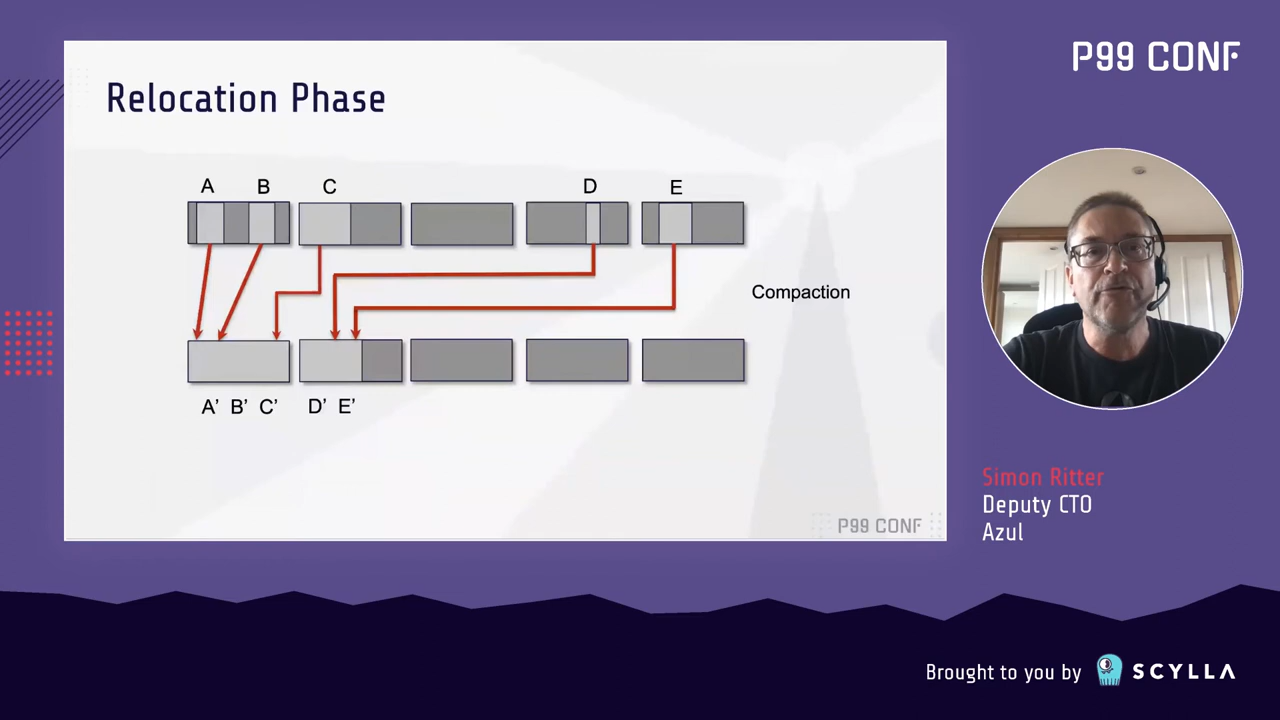 P99 CONF
Relocation Phase
A B C D E
Compaction
A’ B’ C’ D’ E’
P99 CONF
Simon Ritter
Deputy CTO
Azul
Brought to you by SCYLLA